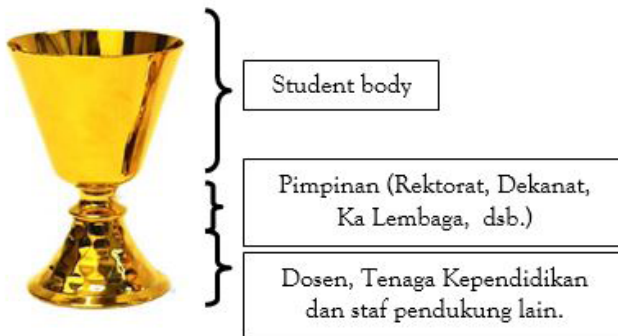 Student body
Pimpinan (Rektorat, Dekanat,
Ka Lembaga, dsb.)
Dosen, Tenaga Kependidikan
dan staf pendukung lain.